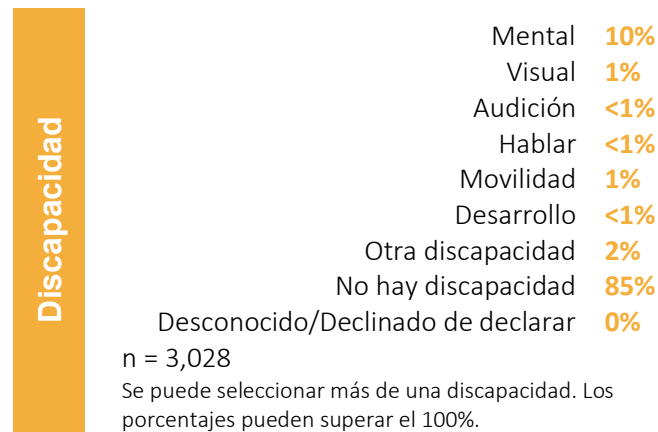 Discapacidad
Mental 10%
Visual 1%
Audición <1%
Hablar <1%
Movilidad 1%
Desarrollo <1%
Otra discapacidad 2%
No hay discapacidad 85%
Desconocido/Declinado de declarar 0%
n = 3,028
Se puede seleccionar más de una discapacidad. Los
porcentajes pueden superar el 100%.